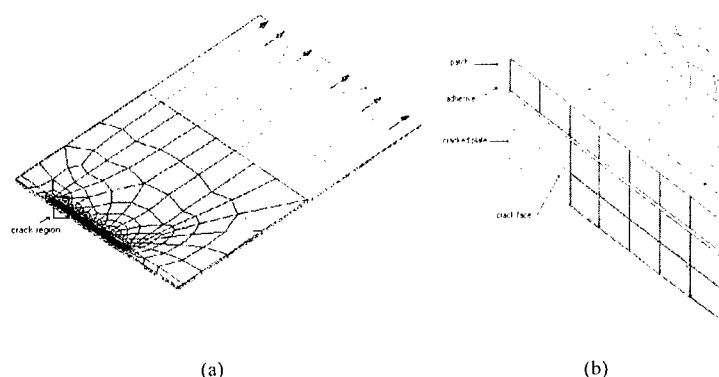 patch
adhesive
cracked plate
crack face
crack region
(a)
(b)